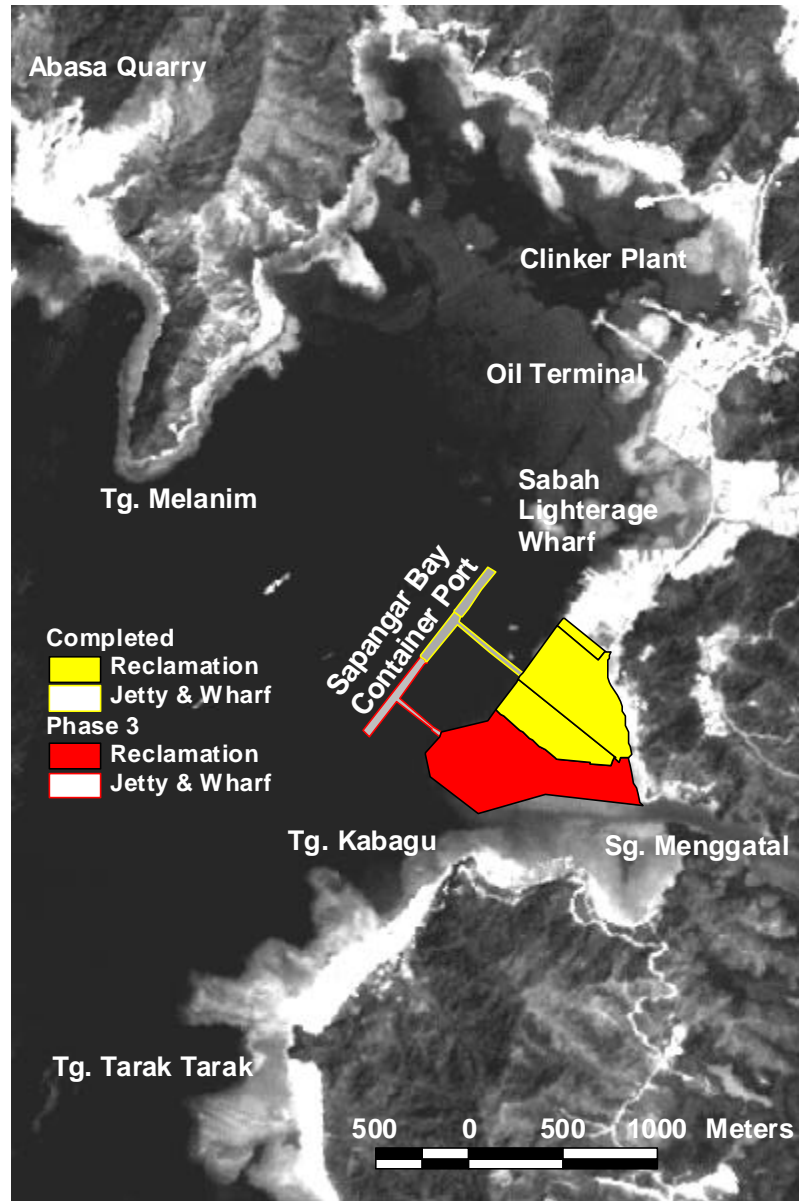 Abasa Quarry
Clinker Plant
Oil Terminal
Tg. Melanim
Sabah
Lighterage
Wharf
Sapangar Bay
Container Port
Completed
Reclamation
Jetty & Wharf
Phase 3
Reclamation
Jetty & Wharf
Tg. Kabagu
Sg. Menggatal
Tg. Tarak Tarak
500 0 500 1000 Meters